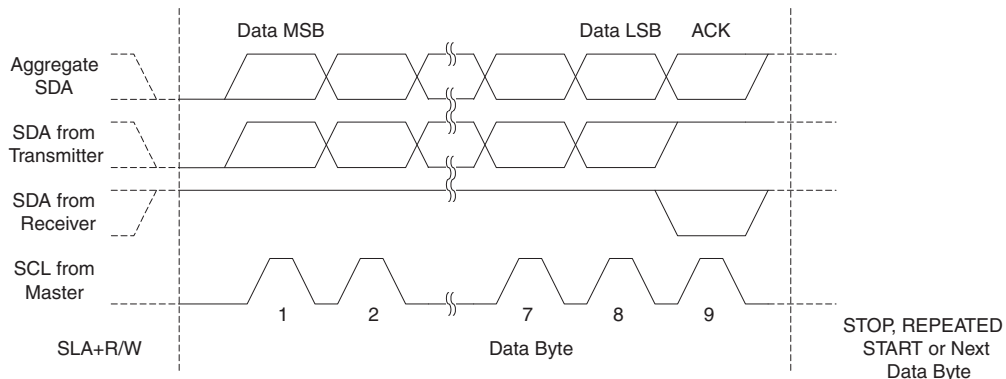 Data MSB
Data LSB
ACK
Aggregate
SDA
SDA from
Transmitter
SDA from
Receiver
SCL from
Master
1
2
7
8
9
SLA+R/W
Data Byte
STOP, REPEATED
START or Next
Data Byte